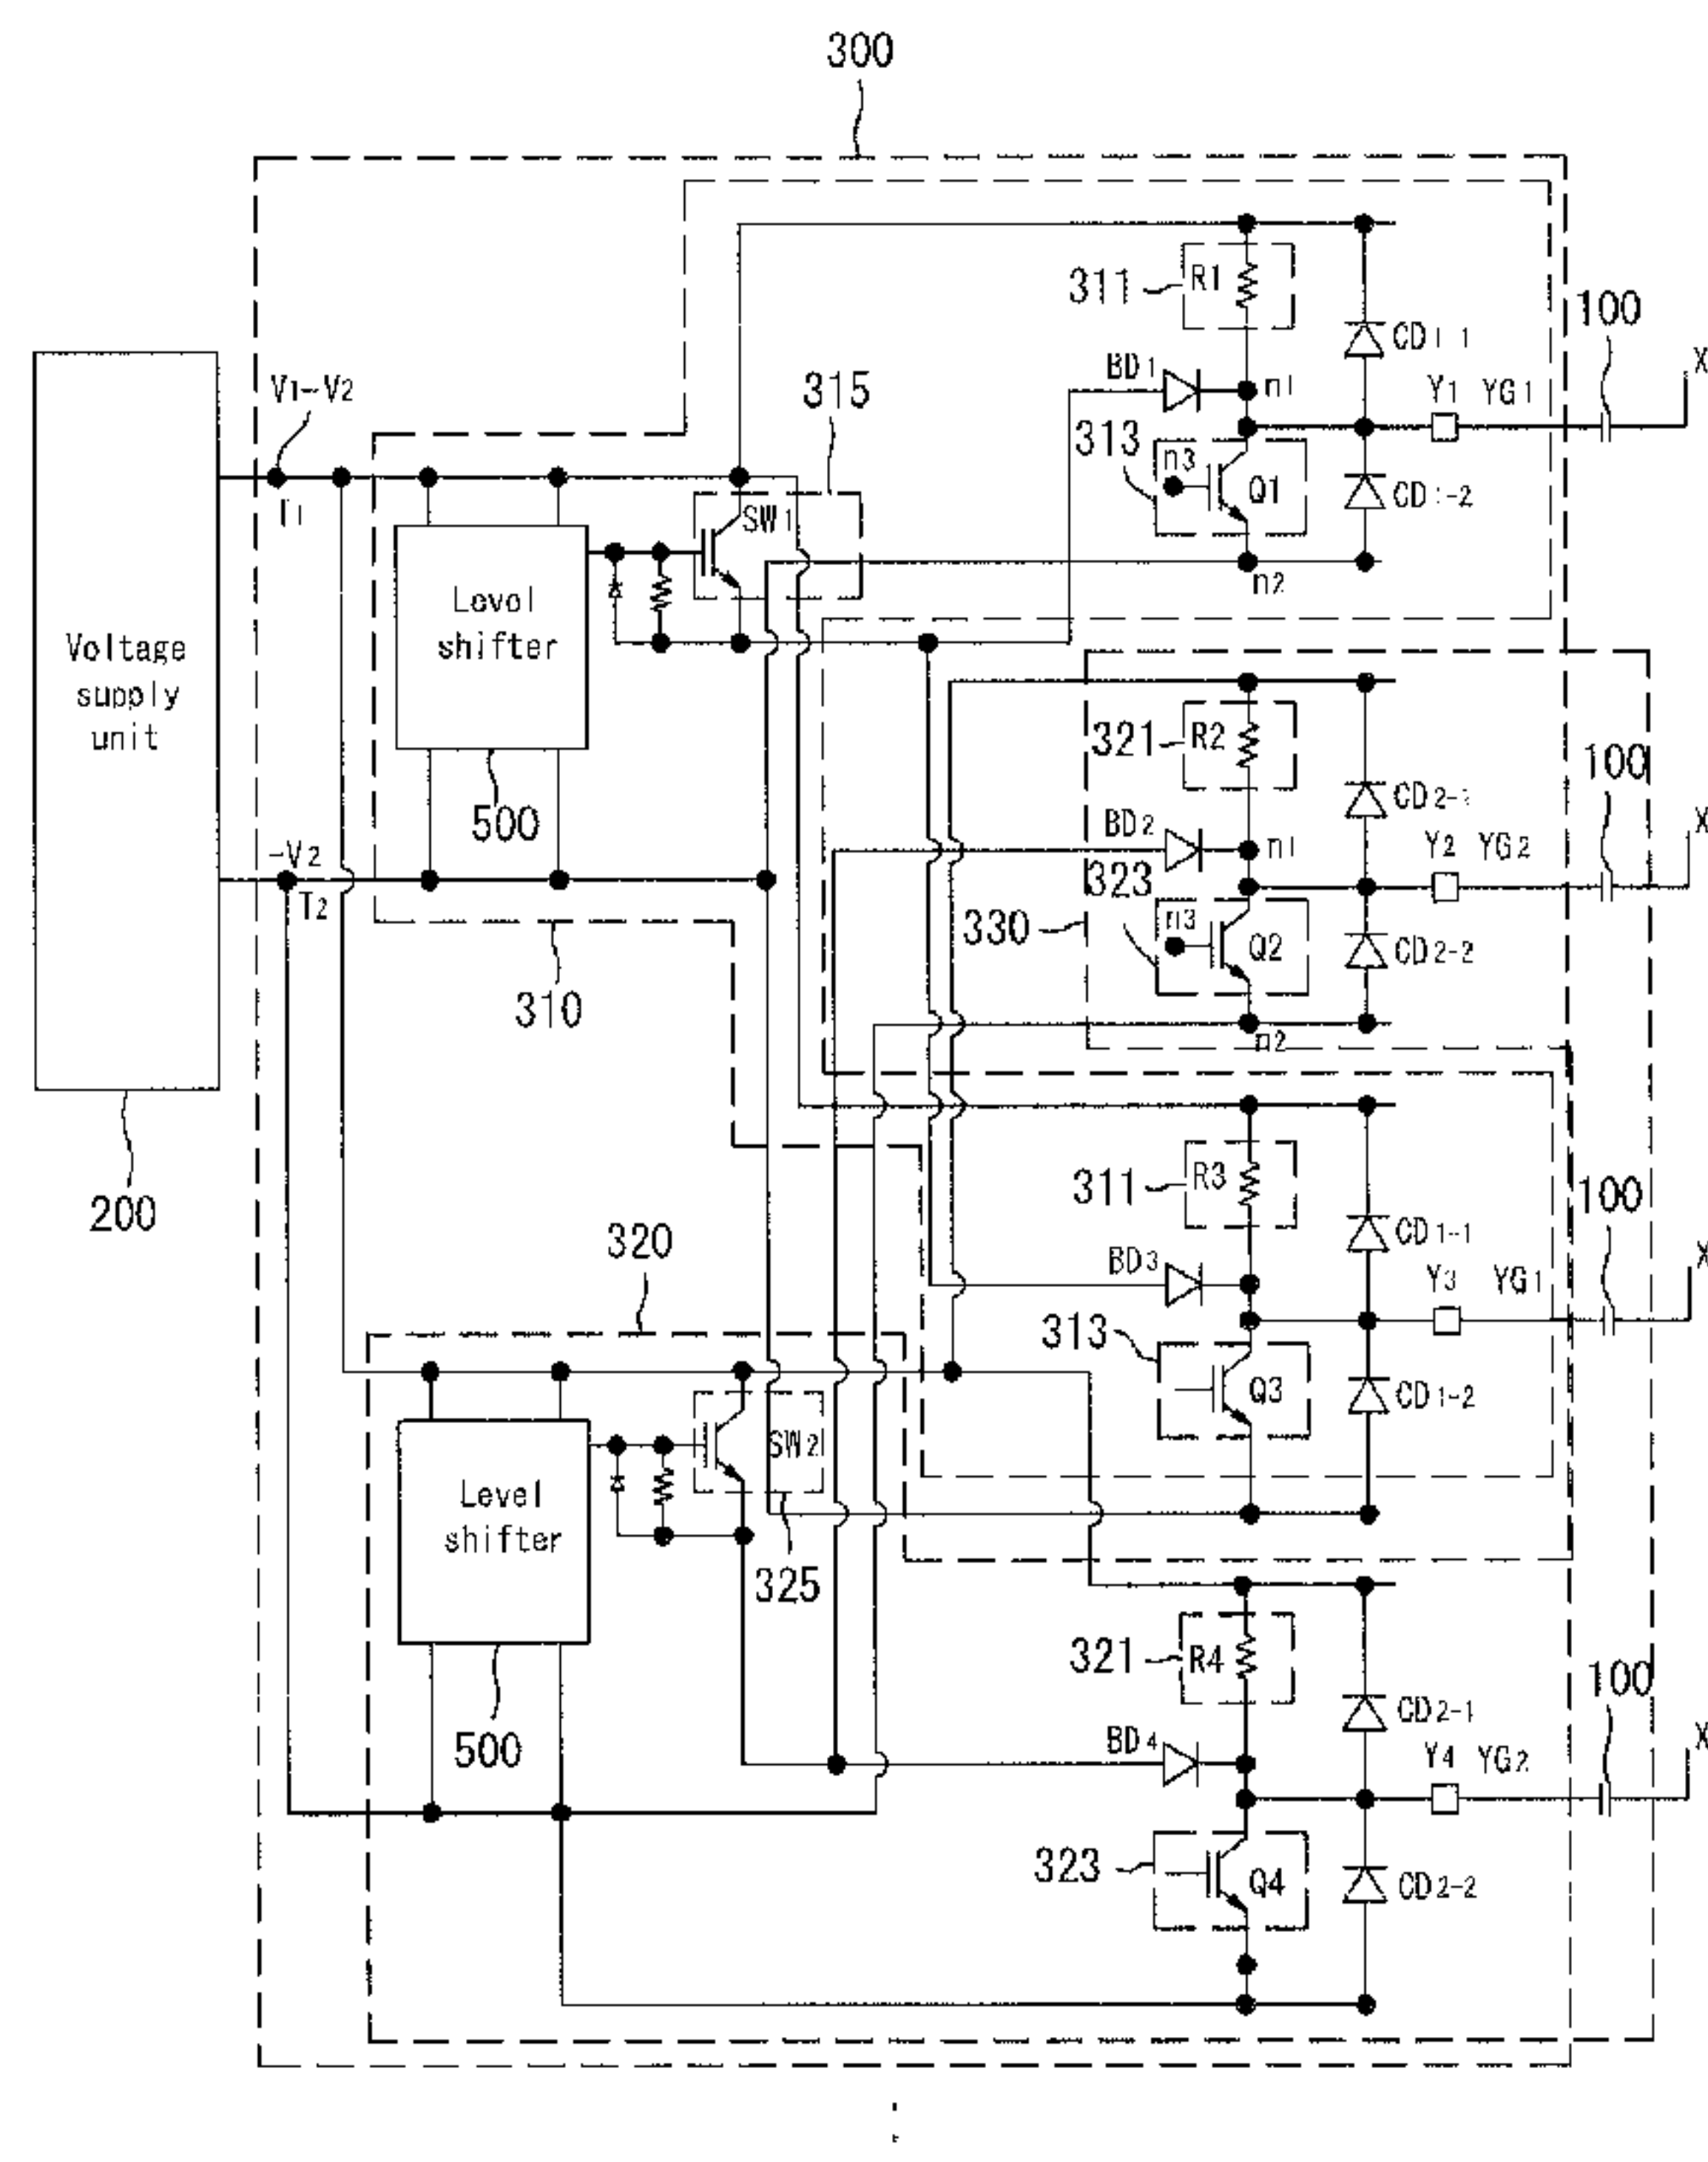 300
311
R1
CD1-1
100
X
V1-V2
315
BD1
n1
Y1 YG1
313
n3
Q1
CD1-2
T1
SW1
n2
Level
shifter
Voltage
supply
unit
321
R2
CD2-1
100
X
500
BD2
n1
Y2 YG2
-V2
T2
323
330
n3
Q2
CD2-2
310
n2
200
311
R3
CD1-1
100
X
320
BD3
Y3 YG1
313
Q3
CD1-2
SW2
Level
shifter
325
321
R4
CD2-1
100
X
500
BD4
Y4 YG2
323
Q4
CD2-2